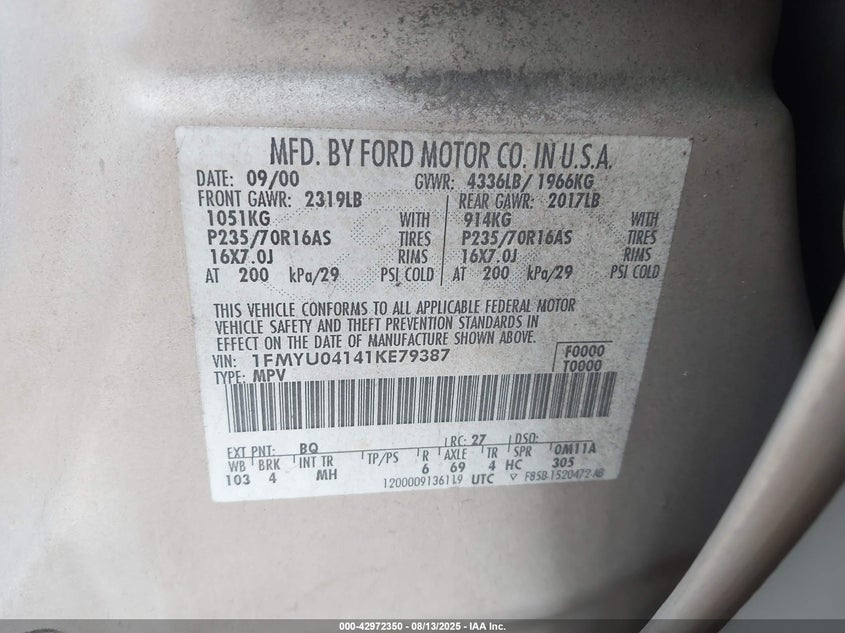 MFD. BY FORD MOTOR CO. IN U.S.A.
DATE: 09/00 GVWR: 4336LB/ 1966KG
FRONT GAWR: 2319LB REAR GAWR: 2017LB
1051KG WITH 914KG WITH
P235/70R16AS TIRES P235/70R16AS TIRES
16X7.0J RIMS 16X7.0J RIMS
AT 200 kPa/29 PSI COLD AT 200 kPa/29 PSI COLD
THIS VEHICLE CONFORMS TO ALL APPLICABLE FEDERAL MOTOR
VEHICLE SAFETY AND THEFT PREVENTION STANDARDS IN
EFFECT ON THE DATE OF MANUFACTURE SHOWN ABOVE.
VIN: 1FMYU04141KE79387 F0000
TYPE: MPV T0000
EXT PNT: BQ RC: 27 DSO:
WB BRK INT TR TP/PS R AXLE TR SPR 0M11A
103 4 MH 6 69 4 HC 305
UTC F85B-1520472-AB
000-42972350 - 08/13/2025 - IAA Inc.